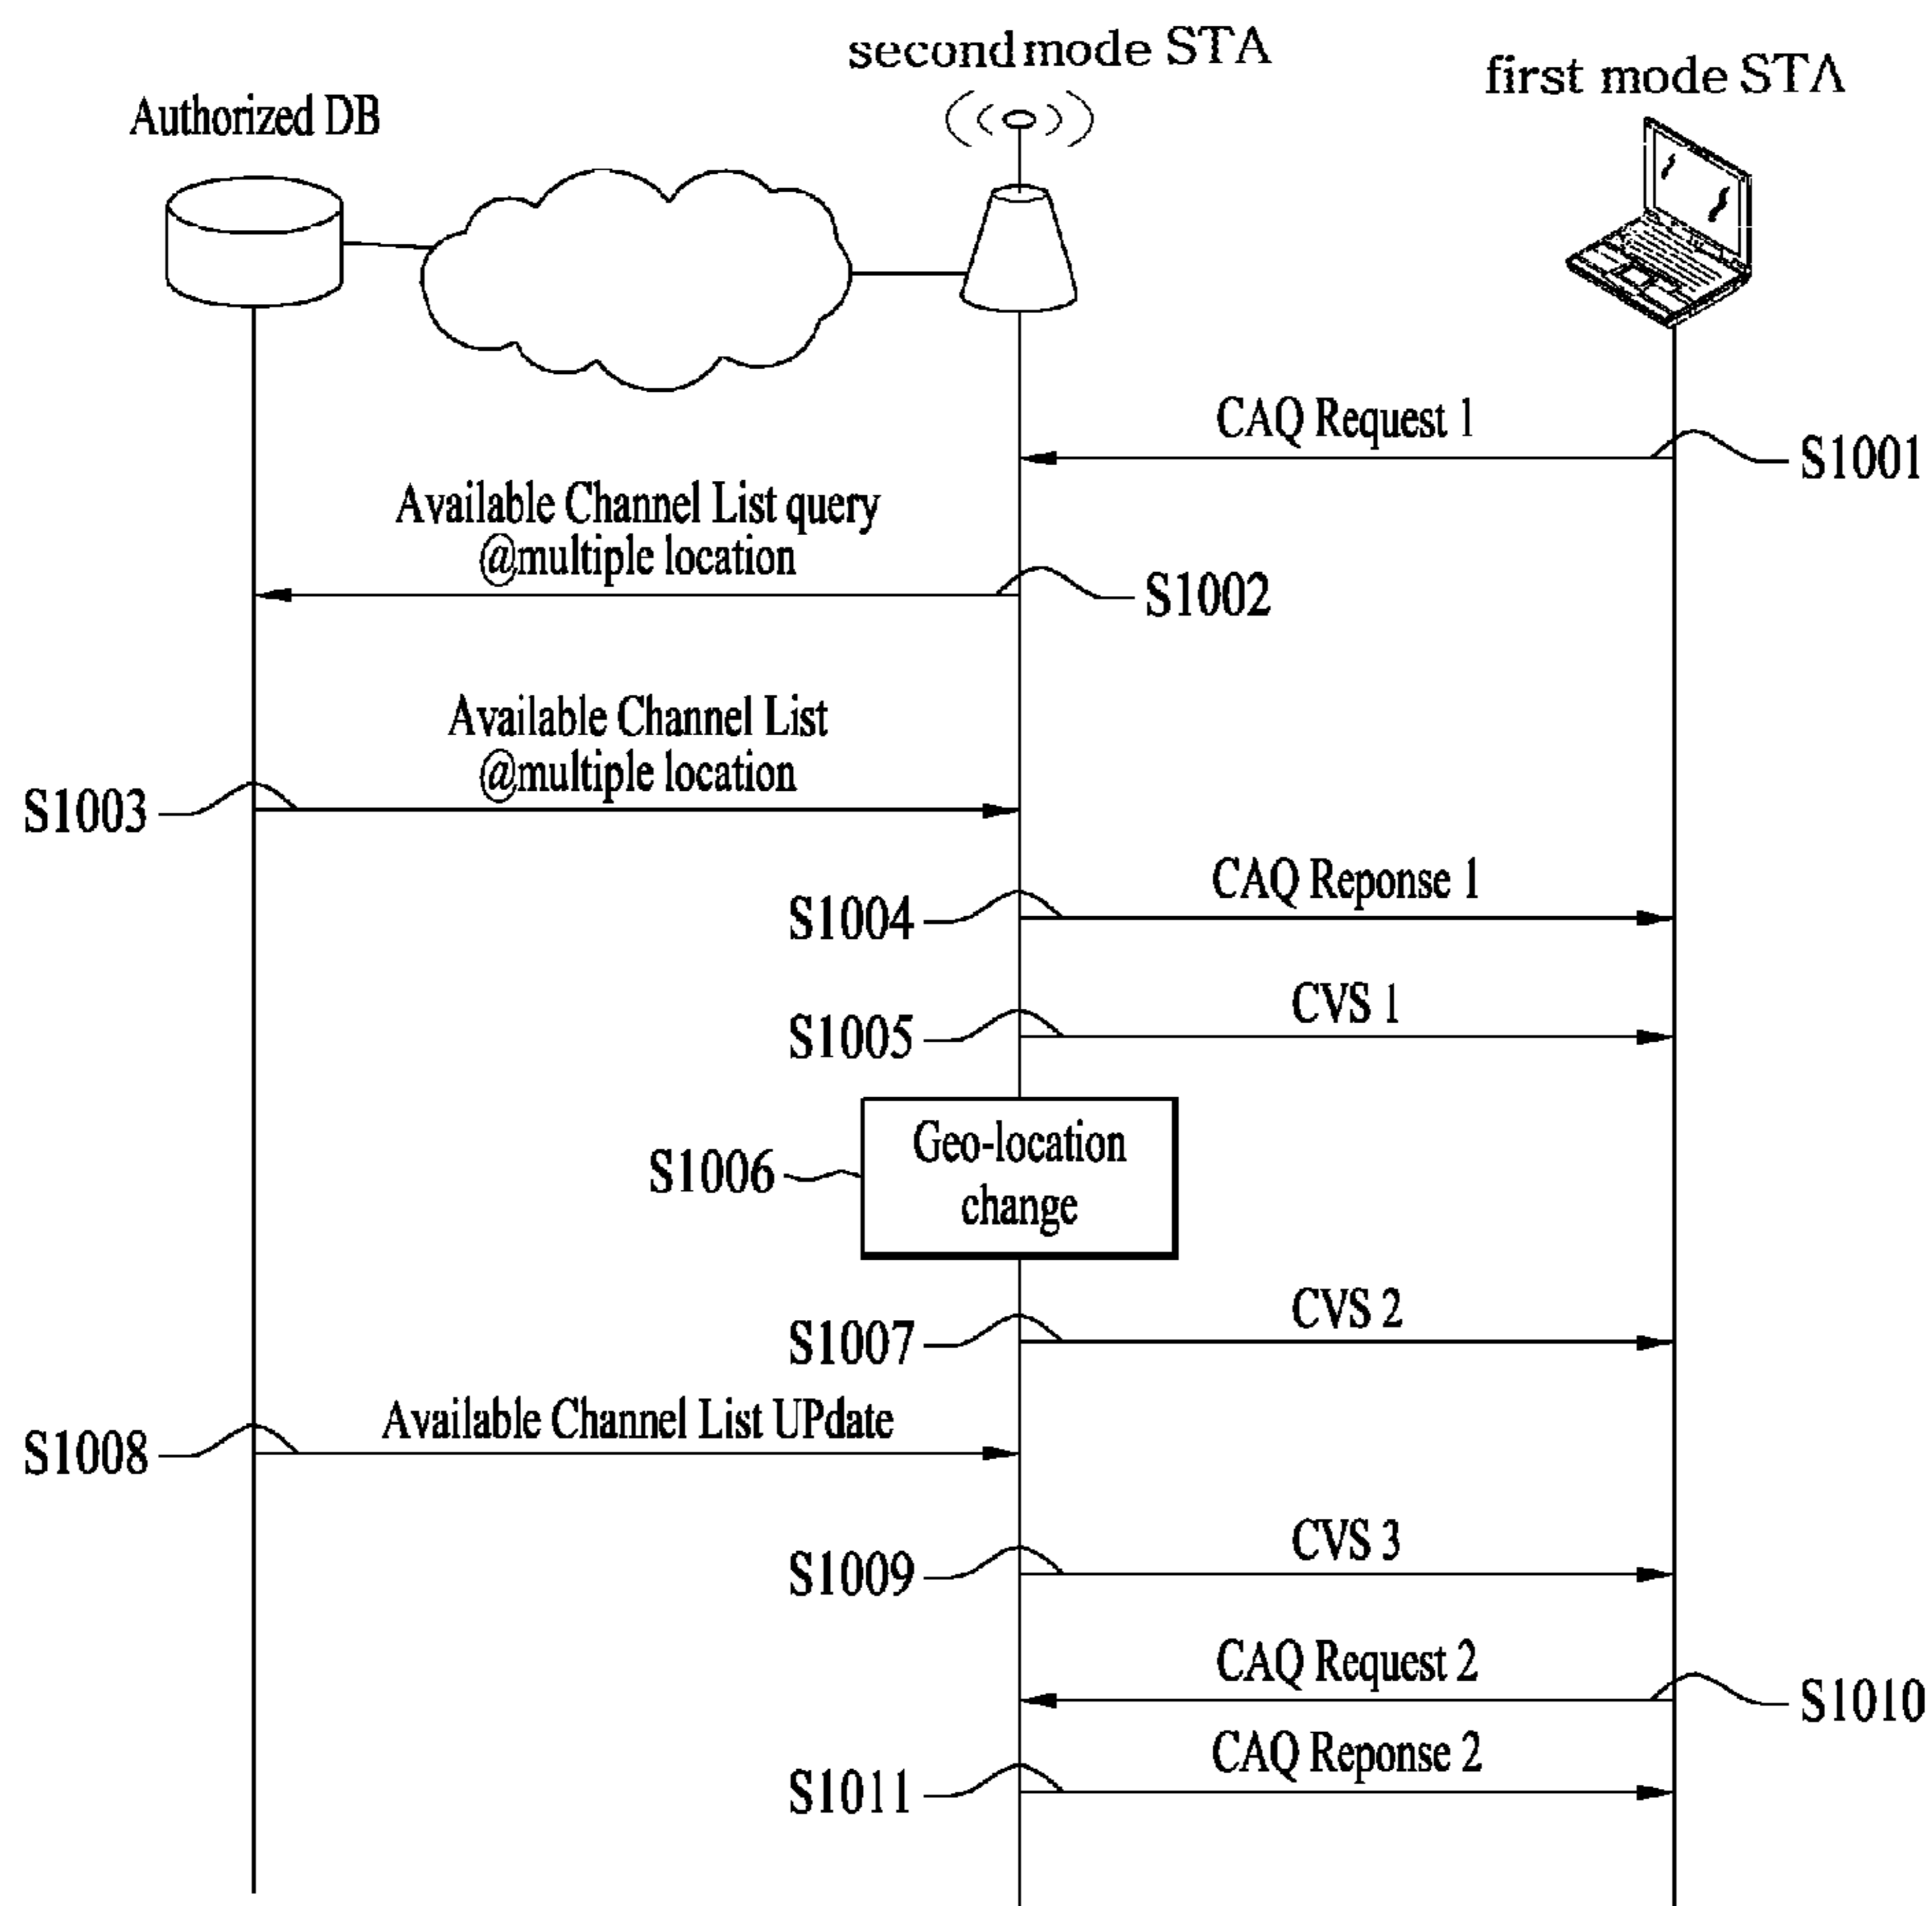 second mode STA
first mode STA
Authorized DB
CAQ Request 1
S1001
Available Channel List query
@multiple location
S1002
Available Channel List
@multiple location
S1003
CAQ Reponse 1
S1004
CVS 1
S1005
Geo-location
change
S1006
CVS 2
S1007
Available Channel List UPdate
S1008
CVS 3
S1009
CAQ Request 2
S1010
CAQ Reponse 2
S1011